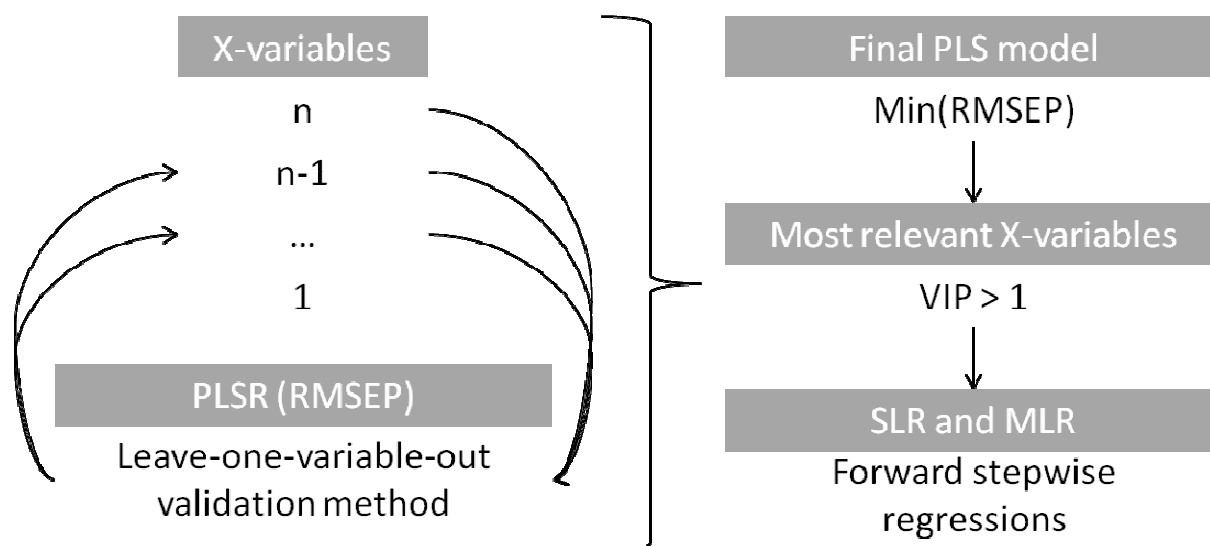 X-variables
n
n-1
...
1
PLSR (RMSEP)
Leave-one-variable-out
validation method
Final PLS model
Min(RMSEP)
Most relevant X-variables
VIP > 1
SLR and MLR
Forward stepwise
regressions